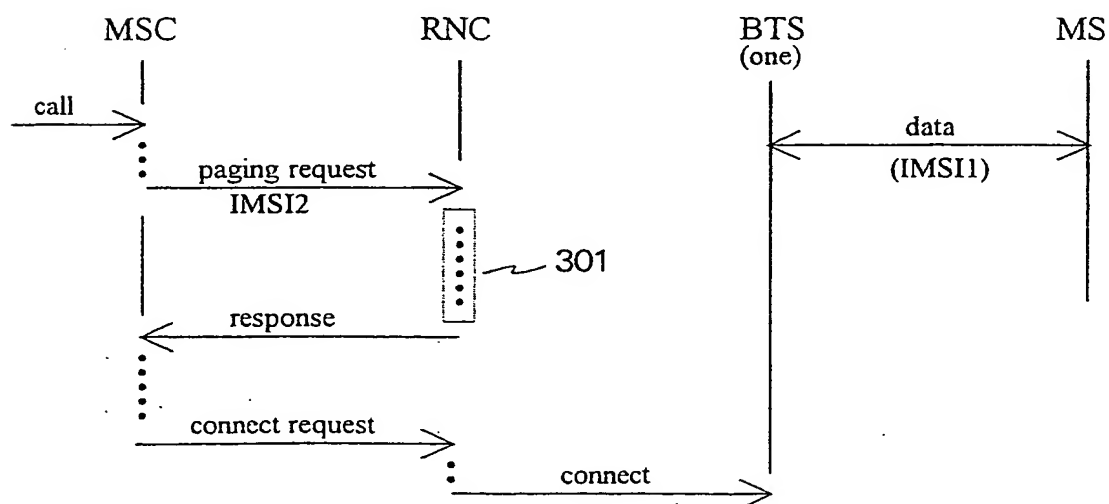 MSC RNC BTS MS
(one)
call
data
(IMSI1)
paging request
IMSI2
301
response
connect request
connect